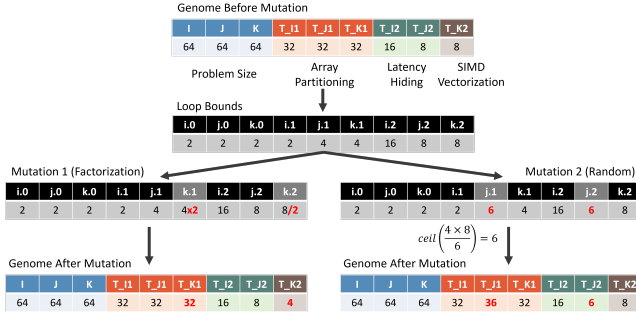 Genome Before Mutation
I J K T_I1 T_J1 T_K1 T_I2 T_J2 T_K2
64 64 64 32 32 32 16 8 8
Problem Size Array Partitioning Latency Hiding SIMD Vectorization
Loop Bounds
i.0 j.0 k.0 i.1 j.1 k.1 i.2 j.2 k.2
2 2 2 2 4 4 16 8 8
Mutation 1 (Factorization)
i.0 j.0 k.0 i.1 j.1 k.1 i.2 j.2 k.2
2 2 2 2 4 4x2 16 8 8/2
Genome After Mutation
I J K T_I1 T_J1 T_K1 T_I2 T_J2 T_K2
64 64 64 32 32 32 16 8 4
Mutation 2 (Random)
i.0 j.0 k.0 i.1 j.1 k.1 i.2 j.2 k.2
2 2 2 2 6 4 16 6 8
ceil(4 × 8 / 6) = 6
Genome After Mutation
I J K T_I1 T_J1 T_K1 T_I2 T_J2 T_K2
64 64 64 32 36 32 16 6 8